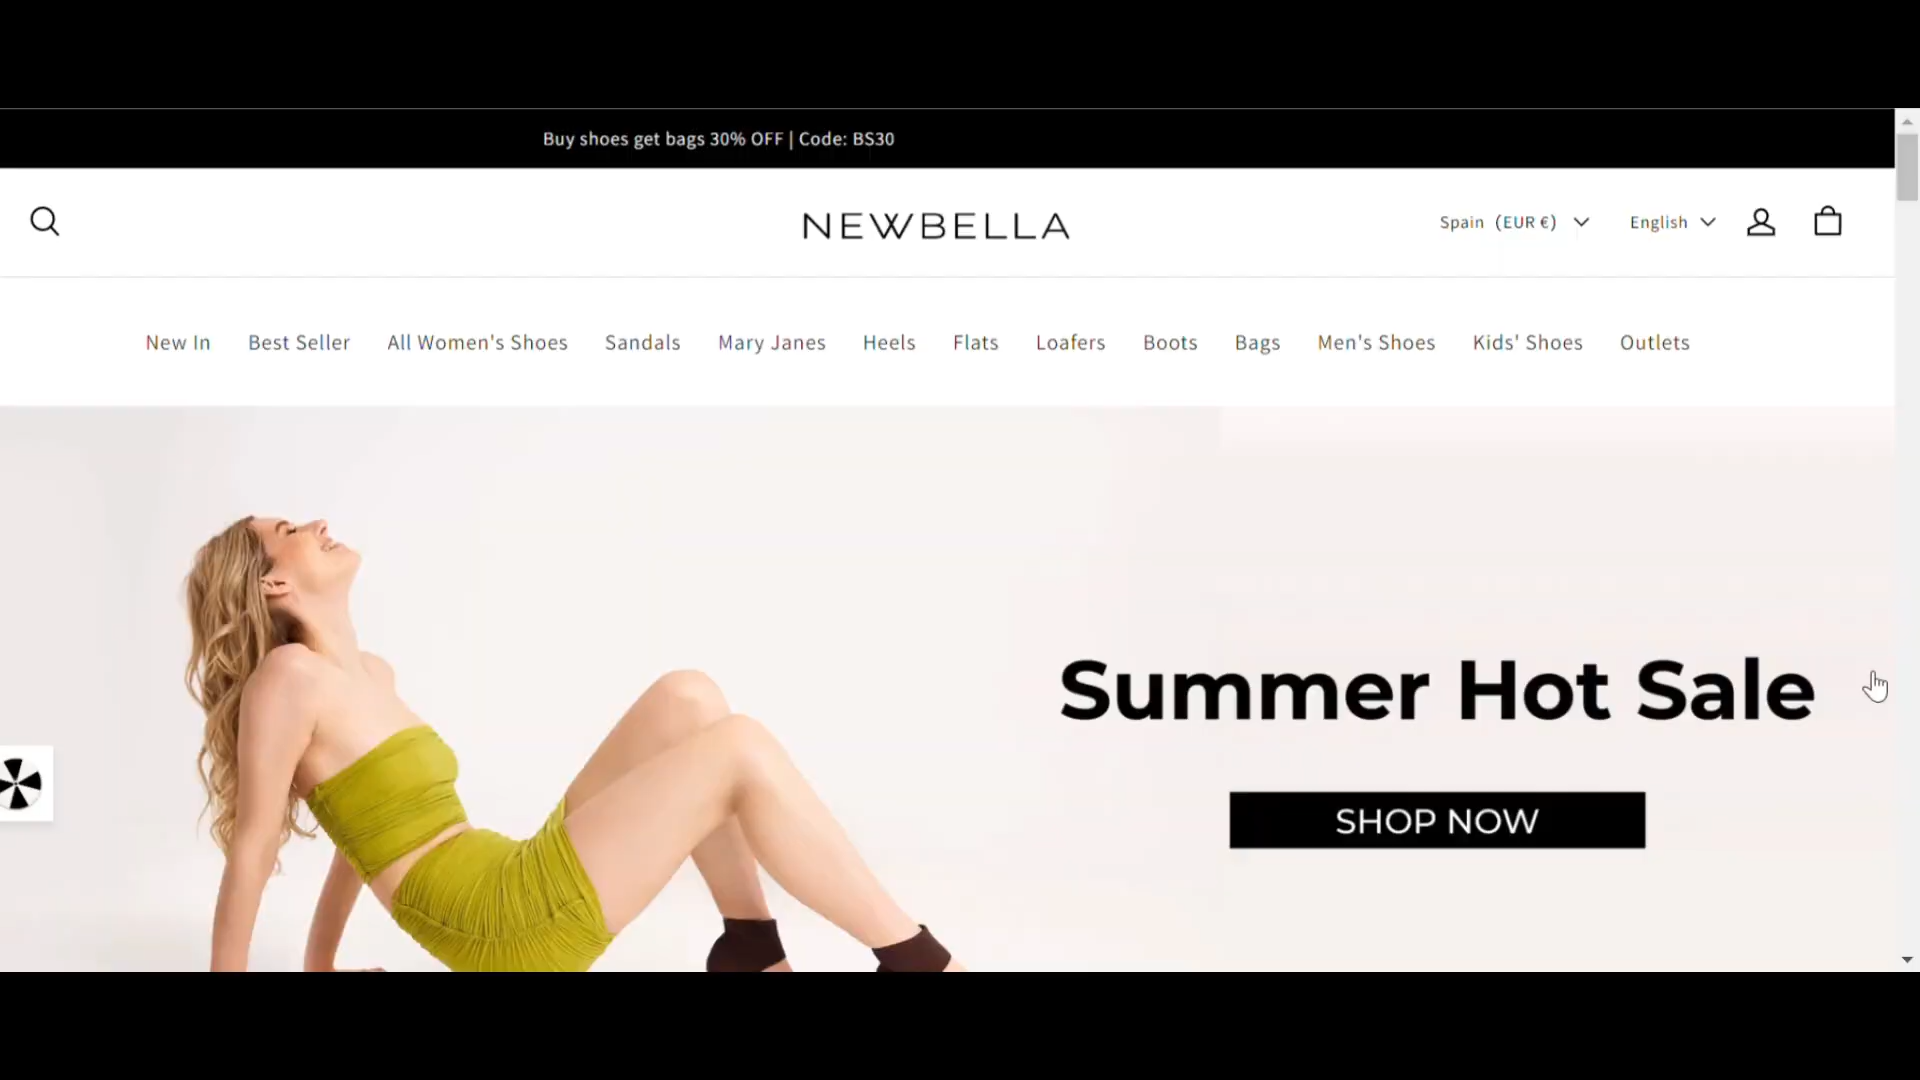 Buy shoes get bags 30% OFF | Code: BS30
NEWBELLA
Spain (EUR €)
English
New In
Best Seller
All Women's Shoes
Sandals
Mary Janes
Heels
Flats
Loafers
Boots
Bags
Men's Shoes
Kids' Shoes
Outlets
Summer Hot Sale
SHOP NOW